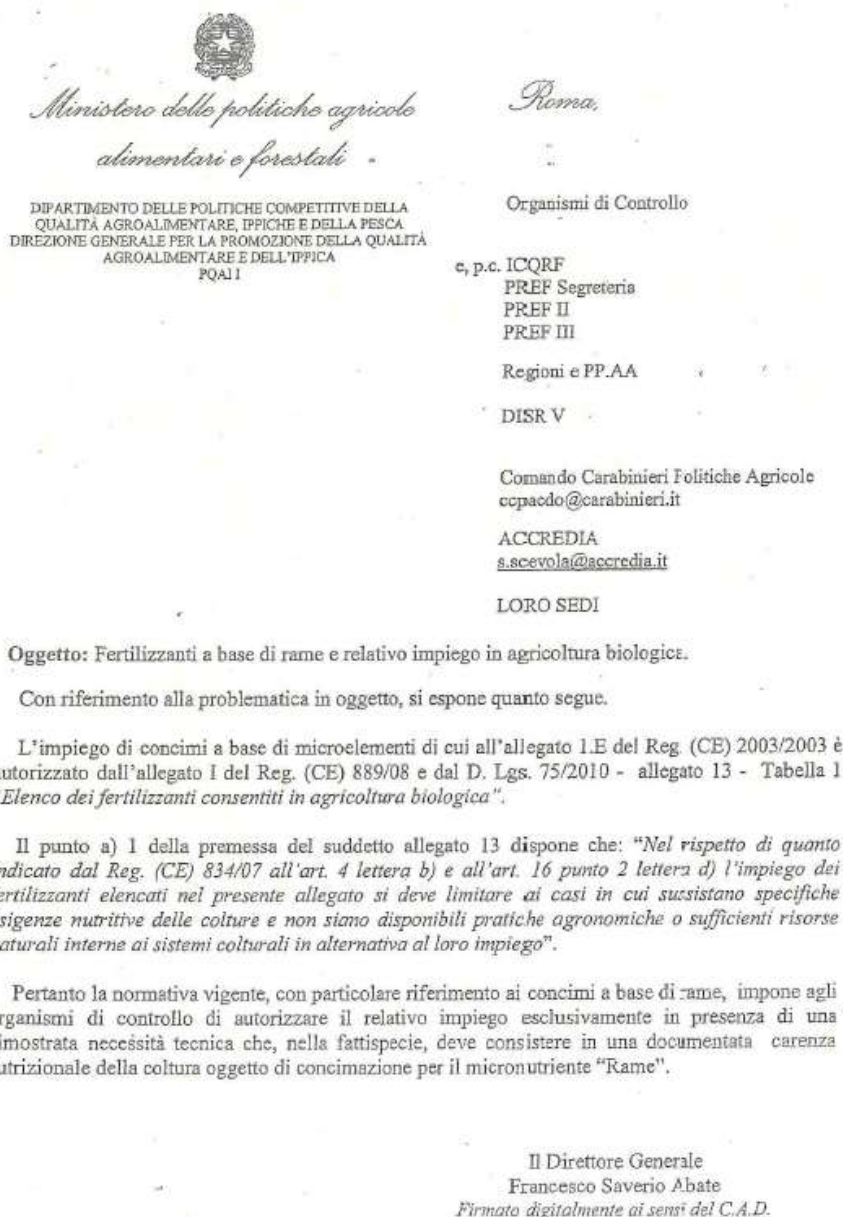 Ministero delle politiche agricole
alimentari e forestali
DIPARTIMENTO DELLE POLITICHE COMPETITIVE DELLA
QUALITÀ AGROALIMENTARE, IPPICHE E DELLA PESCA
DIREZIONE GENERALE PER LA PROMOZIONE DELLA QUALITÀ
AGROALIMENTARE E DELL'IPPICA
PQAI I
Roma,
Organismi di Controllo
e, p.c. ICQRF
PREF Segreteria
PREF II
PREF III
Regioni e PP.AA
DISR V
Comando Carabinieri Politiche Agricole
ccpacdo@carabinieri.it
ACCREDIA
s.scevola@accredia.it
LORO SEDI
Oggetto: Fertilizzanti a base di rame e relativo impiego in agricoltura biologica.
Con riferimento alla problematica in oggetto, si espone quanto segue.
L'impiego di concimi a base di microelementi di cui all'allegato 1.E del Reg. (CE) 2003/2003 è
utorizzato dall'allegato I del Reg. (CE) 889/08 e dal D. Lgs. 75/2010 - allegato 13 - Tabella 1
"Elenco dei fertilizzanti consentiti in agricoltura biologica".
Il punto a) 1 della premessa del suddetto allegato 13 dispone che: "Nel rispetto di quanto
ndicato dal Reg. (CE) 834/07 all'art. 4 lettera b) e all'art. 16 punto 2 lettera d) l'impiego dei
ertilizzanti elencati nel presente allegato si deve limitare ai casi in cui sussistano specifiche
sigenze nutritive delle colture e non siano disponibili pratiche agronomiche o sufficienti risorse
aturali interne ai sistemi colturali in alternativa al loro impiego".
Pertanto la normativa vigente, con particolare riferimento ai concimi a base di rame, impone agli
rganismi di controllo di autorizzare il relativo impiego esclusivamente in presenza di una
imostrata necessità tecnica che, nella fattispecie, deve consistere in una documentata carenza
utrizionale della coltura oggetto di concimazione per il micronutriente "Rame".
Il Direttore Generale
Francesco Saverio Abate
Firmato digitalmente ai sensi del C.A.D.